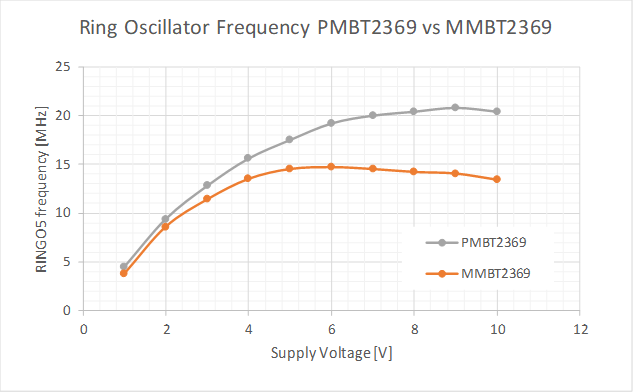 Ring Oscillator Frequency PMBT2369 vs MMBT2369
25
20
15
10
5
0
RINGO5 frequency [MHz]
0 2 4 6 8 10 12
Supply Voltage [V]
PMBT2369
MMBT2369